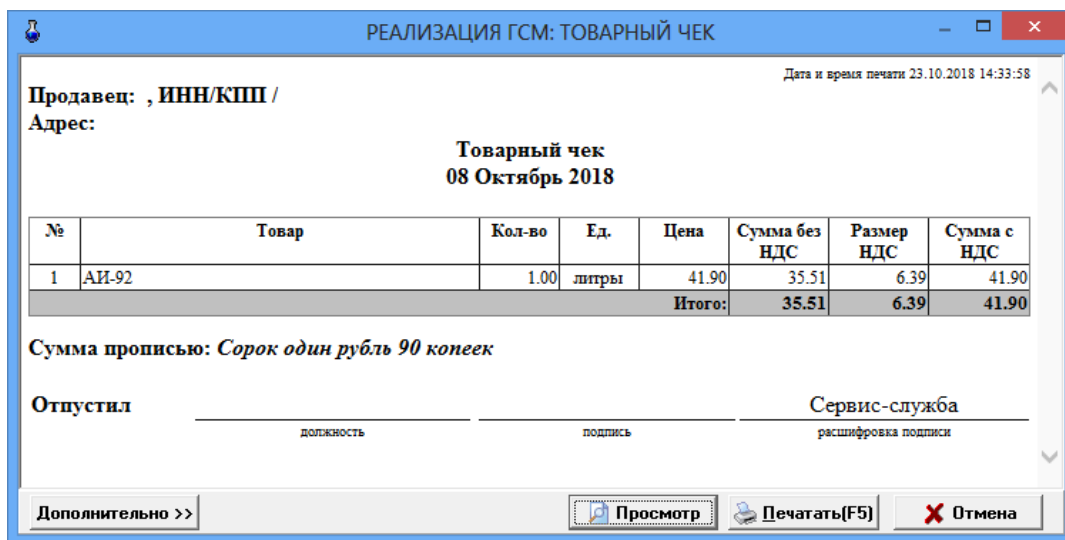 РЕАЛИЗАЦИЯ ГСМ: ТОВАРНЫЙ ЧЕК
Дата и время печати 23.10.2018 14:33:58
Продавец: , ИНН/КПП /
Адрес:
Товарный чек
08 Октябрь 2018
№ Товар Кол-во Ед. Цена Сумма без НДС Размер НДС Сумма с НДС
1 АИ-92 1.00 литры 41.90 35.51 6.39 41.90
Итого: 35.51 6.39 41.90
Сумма прописью: Сорок один рубль 90 копеек
Отпустил Сервис-служба
должность подпись расшифровка подписи
Дополнительно >> Просмотр Печатать(F5) Отмена